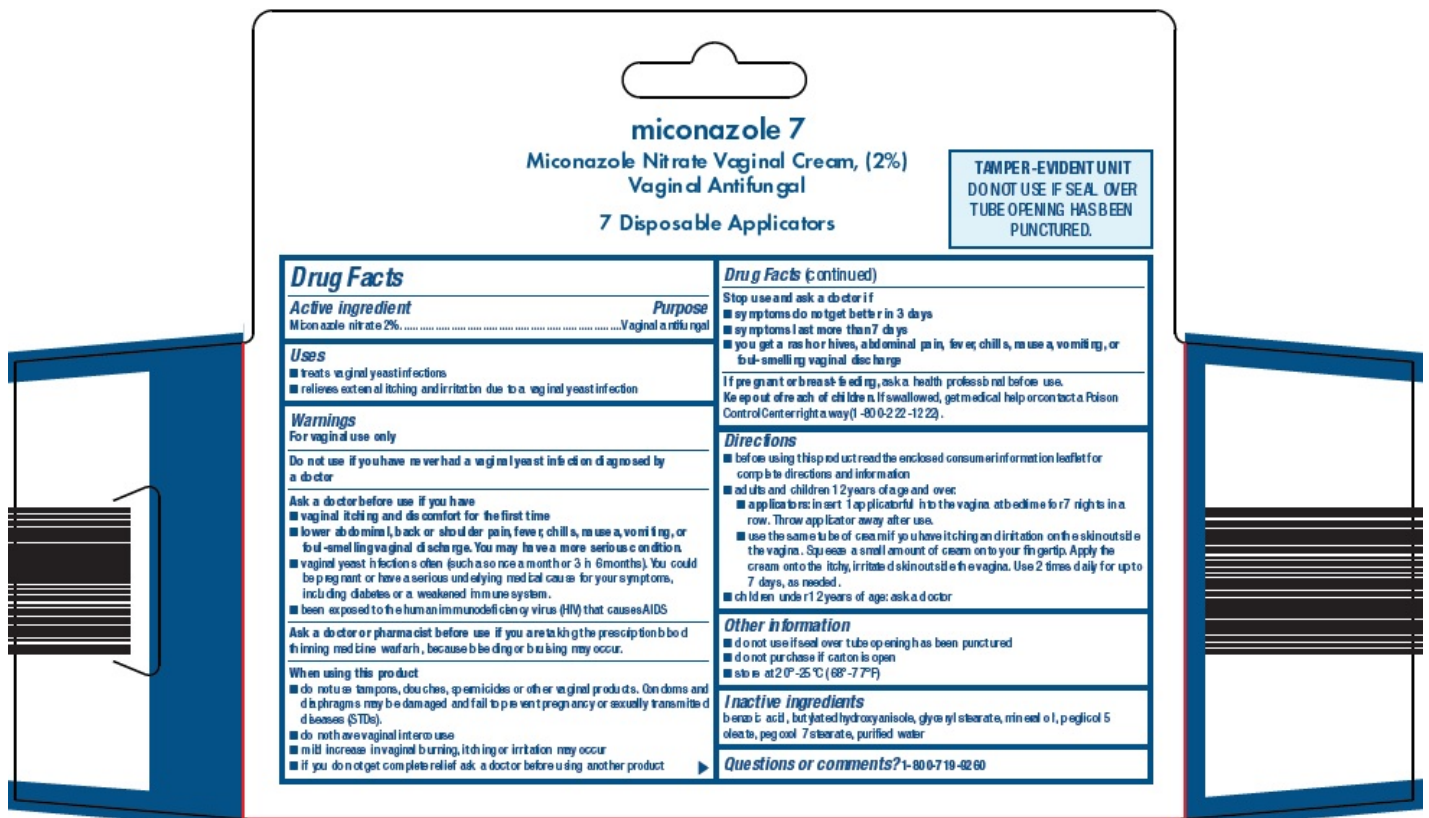 miconazole 7
Miconazole Nitrate Vaginal Cream, (2%)
Vaginal Antifungal
7 Disposable Applicators
TAMPER-EVIDENT UNIT
DO NOT USE IF SEAL OVER
TUBE OPENING HAS BEEN
PUNCTURED.
Drug Facts
Active ingredient Purpose
Miconazole nitrate 2%..............................................................Vaginal antifungal
Uses
■ treats vaginal yeast infections
■ relieves external itching and irritation due to a vaginal yeast infection
Warnings
For vaginal use only
Do not use if you have never had a vaginal yeast infection diagnosed by
a doctor
Ask a doctor before use if you have
■ vaginal itching and discomfort for the first time
■ lower abdominal, back or shoulder pain, fever, chills, nausea, vomiting, or
foul-smelling vaginal discharge. You may have a more serious condition.
■ vaginal yeast infections often (such as once a month or 3 in 6 months). You could
be pregnant or have a serious underlying medical cause for your symptoms,
including diabetes or a weakened immune system.
■ been exposed to the human immunodeficiency virus (HIV) that causes AIDS
Ask a doctor or pharmacist before use if you are taking the prescription blood
thinning medicine warfarin, because bleeding or bruising may occur.
When using this product
■ do not use tampons, douches, spermicides or other vaginal products. Condoms and
diaphragms may be damaged and fail to prevent pregnancy or sexually transmitted
diseases (STDs).
■ do not have vaginal intercourse
■ mild increase in vaginal burning, itching or irritation may occur
■ if you do not get complete relief ask a doctor before using another product
Drug Facts (continued)
Stop use and ask a doctor if
■ symptoms do not get better in 3 days
■ symptoms last more than 7 days
■ you get a rash or hives, abdominal pain, fever, chills, nausea, vomiting, or
foul-smelling vaginal discharge
If pregnant or breast-feeding, ask a health professional before use.
Keep out of reach of children. If swallowed, get medical help or contact a Poison
Control Center right away (1-800-222-1222).
Directions
■ before using this product read the enclosed consumer information leaflet for
complete directions and information
■ adults and children 12 years of age and over:
■ applicators: insert 1 applicatorful into the vagina at bedtime for 7 nights in a
row. Throw applicator away after use.
■ use the same tube of cream if you have itching and irritation on the skin outside
the vagina. Squeeze a small amount of cream onto your fingertip. Apply the
cream onto the itchy, irritated skin outside the vagina. Use 2 times daily for up to
7 days, as needed.
■ children under 12 years of age: ask a doctor
Other information
■ do not use if seal over tube opening has been punctured
■ do not purchase if carton is open
■ store at 20°-25°C (68°-77°F)
Inactive ingredients
benzoic acid, butylated hydroxyanisole, glyceryl stearate, mineral oil, peglicol 5
oleate, pegoxol 7 stearate, purified water
Questions or comments? 1-800-719-9260